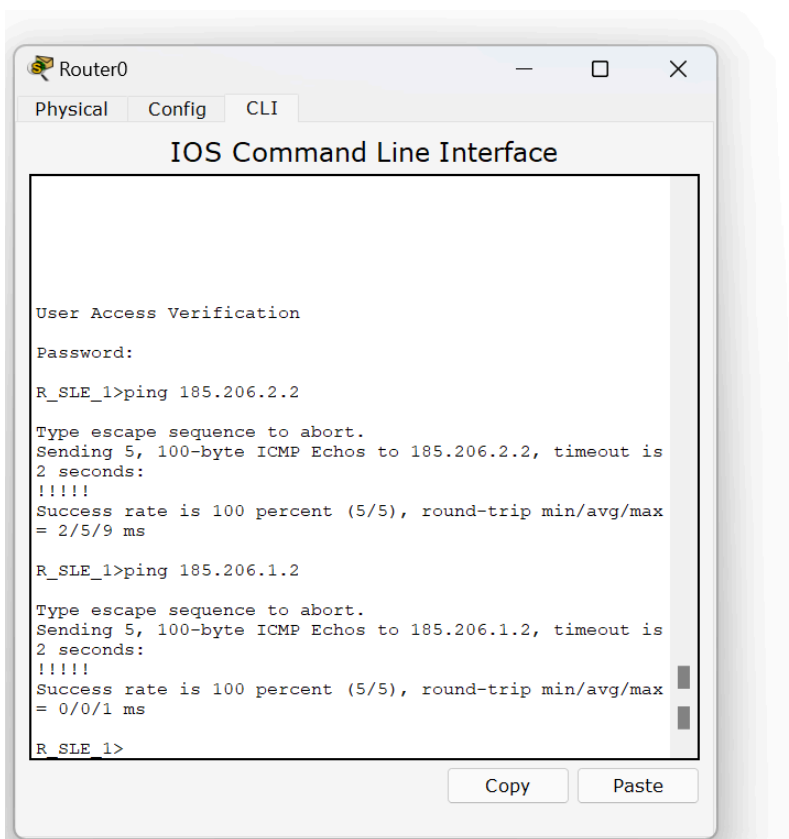 Router0
Physical Config CLI
IOS Command Line Interface
User Access Verification
Password:
R_SLE_1>ping 185.206.2.2
Type escape sequence to abort.
Sending 5, 100-byte ICMP Echos to 185.206.2.2, timeout is
2 seconds:
!!!!!
Success rate is 100 percent (5/5), round-trip min/avg/max
= 2/5/9 ms
R_SLE_1>ping 185.206.1.2
Type escape sequence to abort.
Sending 5, 100-byte ICMP Echos to 185.206.1.2, timeout is
2 seconds:
!!!!!
Success rate is 100 percent (5/5), round-trip min/avg/max
= 0/0/1 ms
R_SLE_1>
Copy Paste